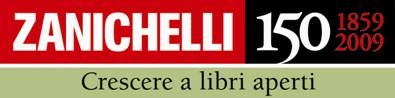 ZANICHELLI 150 1859
2009
Crescere a libri aperti